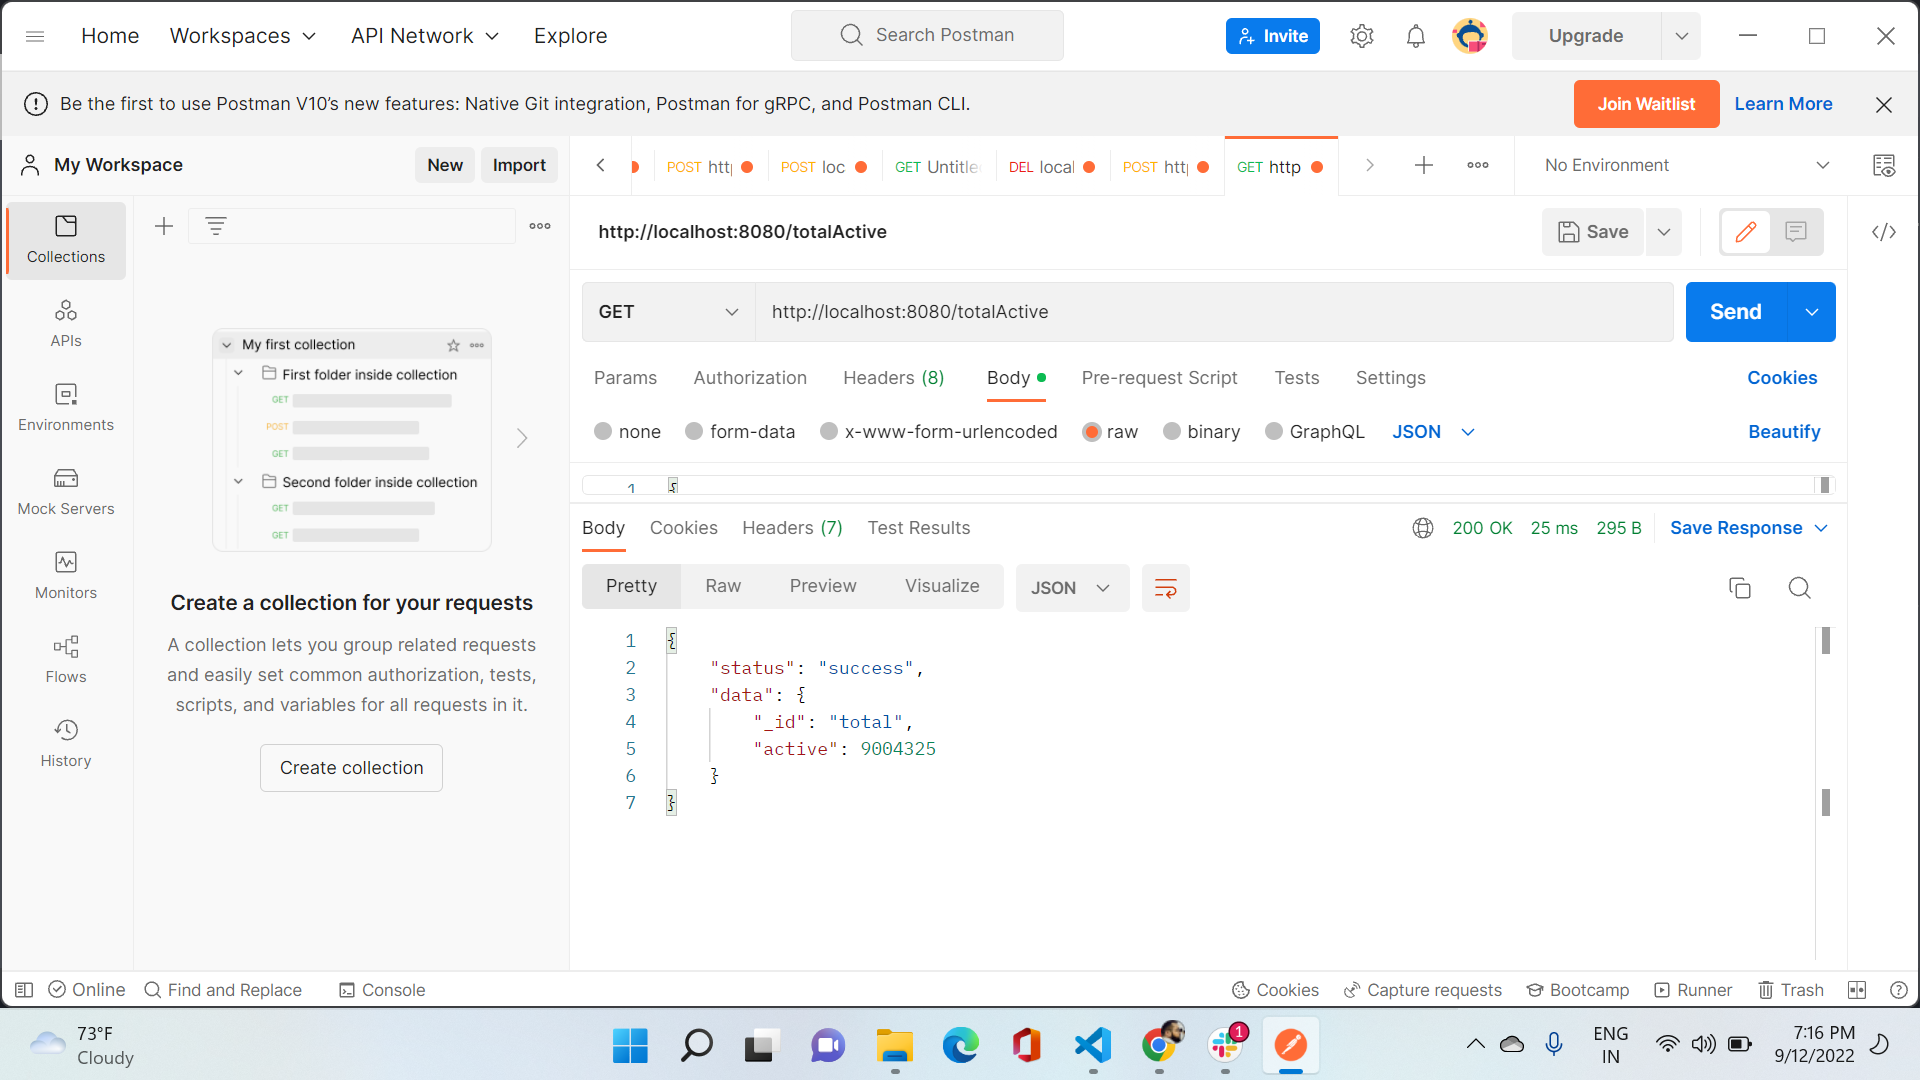 Home Workspaces API Network Explore Search Postman Invite Upgrade
Be the first to use Postman V10’s new features: Native Git integration, Postman for gRPC, and Postman CLI. Join Waitlist Learn More
My Workspace New Import POST POST loc GET DEL POST GET http No Environment
Collections
APIs
Environments
Mock Servers
Monitors
Flows
History
My first collection
First folder inside collection
GET
POST
GET
Second folder inside collection
GET
GET
Create a collection for your requests
A collection lets you group related requests
and easily set common authorization, tests,
scripts, and variables for all requests in it.
Create collection
http://localhost:8080/totalActive Save
GET http://localhost:8080/totalActive Send
Params Authorization Headers (8) Body Pre-request Script Tests Settings Cookies
none form-data x-www-form-urlencoded raw binary GraphQL JSON Beautify
1 {
Body Cookies Headers (7) Test Results 200 OK 25 ms 295 B Save Response
Pretty Raw Preview Visualize JSON
1 {
2 "status": "success",
3 "data": {
4 "_id": "total",
5 "active": 9004325
6 }
7 }
Online Find and Replace Console Cookies Capture requests Bootcamp Runner Trash
73°F
Cloudy
1
ENG
IN
7:16 PM
9/12/2022